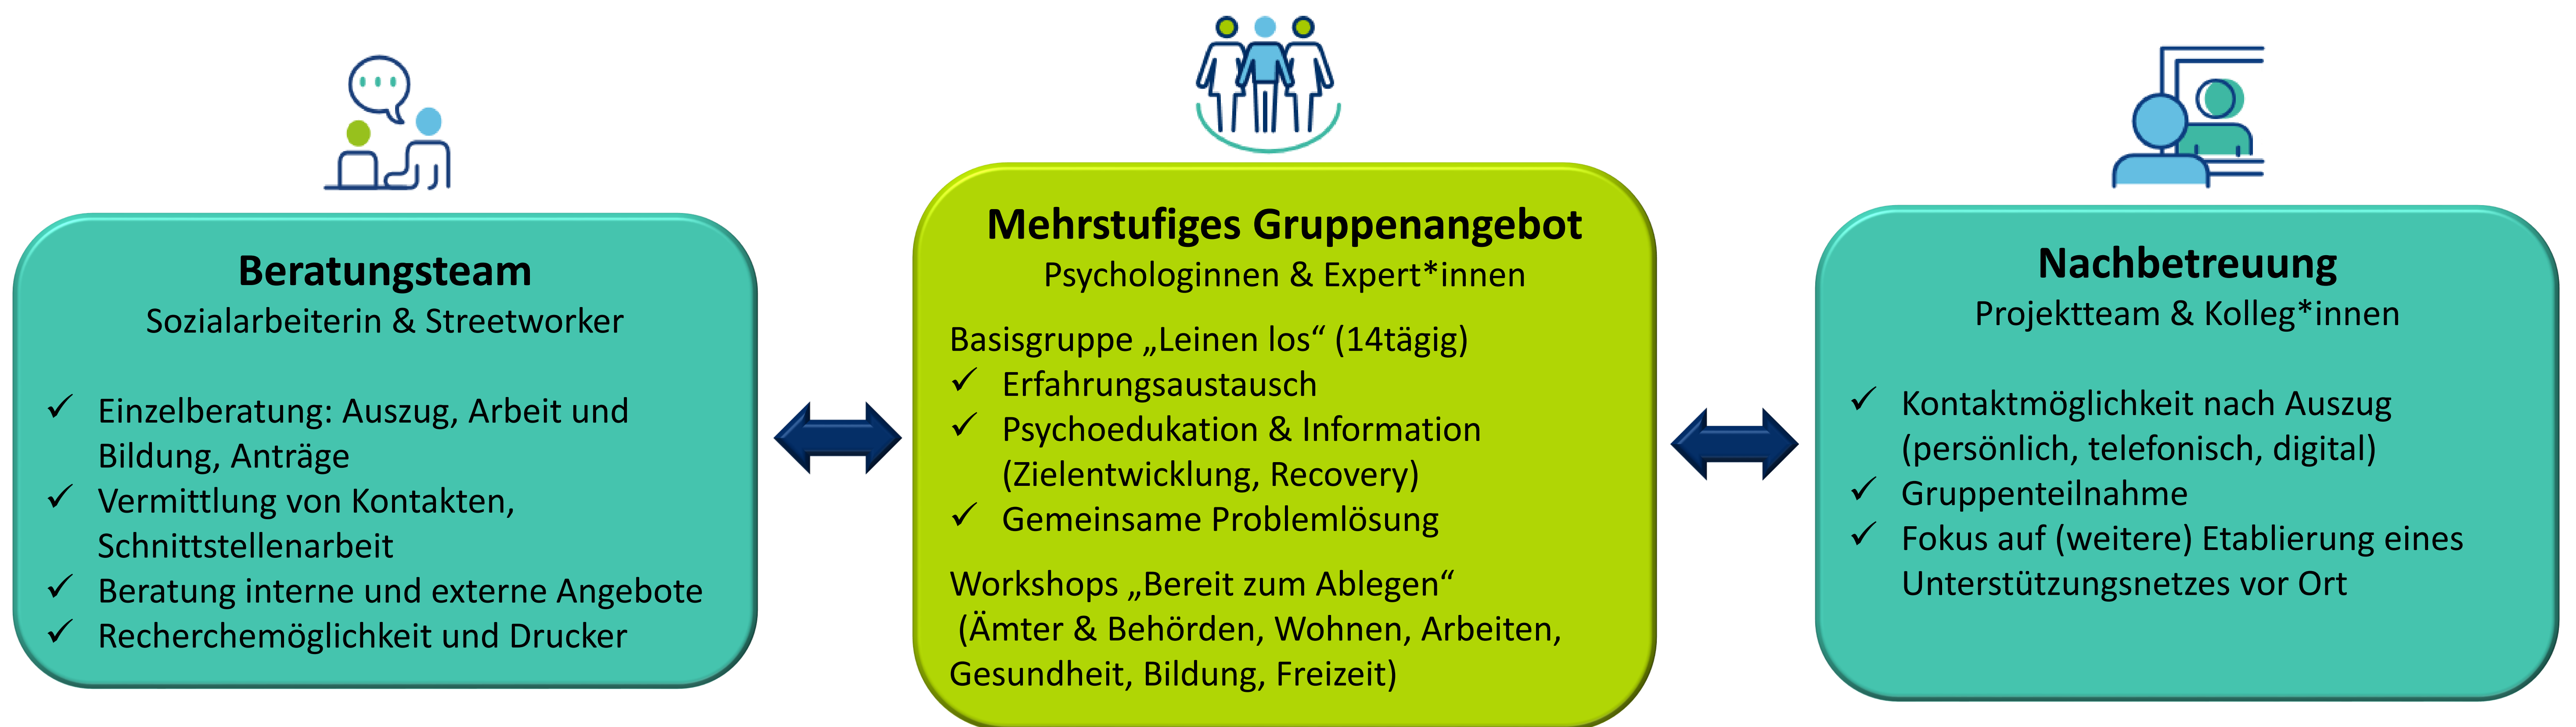 Beratungsteam
Sozialarbeiterin & Streetworker
✓ Einzelberatung: Auszug, Arbeit und
Bildung, Anträge
✓ Vermittlung von Kontakten,
Schnittstellenarbeit
✓ Beratung interne und externe Angebote
✓ Recherchemöglichkeit und Drucker
Mehrstufiges Gruppenangebot
Psychologinnen & Expert*innen
Basisgruppe „Leinen los“ (14tägig)
✓ Erfahrungsaustausch
✓ Psychoedukation & Information
(Zielentwicklung, Recovery)
✓ Gemeinsame Problemlösung
Workshops „Bereit zum Ablegen“
(Ämter & Behörden, Wohnen, Arbeiten,
Gesundheit, Bildung, Freizeit)
Nachbetreuung
Projektteam & Kolleg*innen
✓ Kontaktmöglichkeit nach Auszug
(persönlich, telefonisch, digital)
✓ Gruppenteilnahme
✓ Fokus auf (weitere) Etablierung eines
Unterstützungsnetzes vor Ort